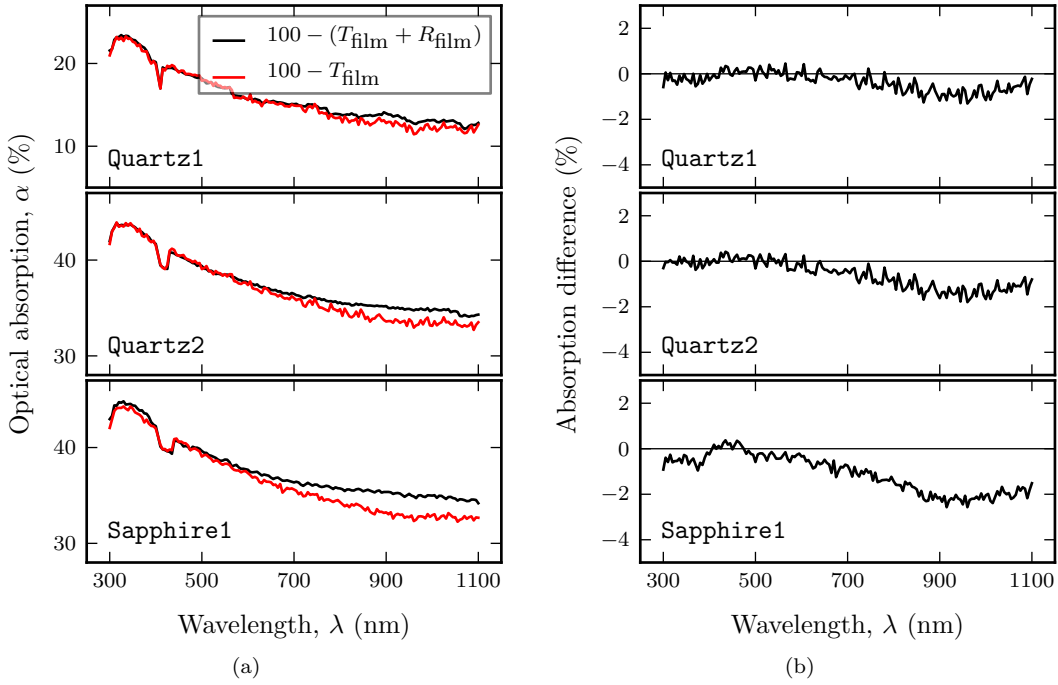 100 − (T_film + R_film)
100 − T_film
20
10
Quartz1
40
30
Quartz2
40
30
Sapphire1
300 500 700 900 1100
Optical absorption, α (%)
Wavelength, λ (nm)
(a)
2
0
−2
−4
Quartz1
2
0
−2
−4
Quartz2
2
0
−2
−4
Sapphire1
300 500 700 900 1100
Absorption difference (%)
Wavelength, λ (nm)
(b)